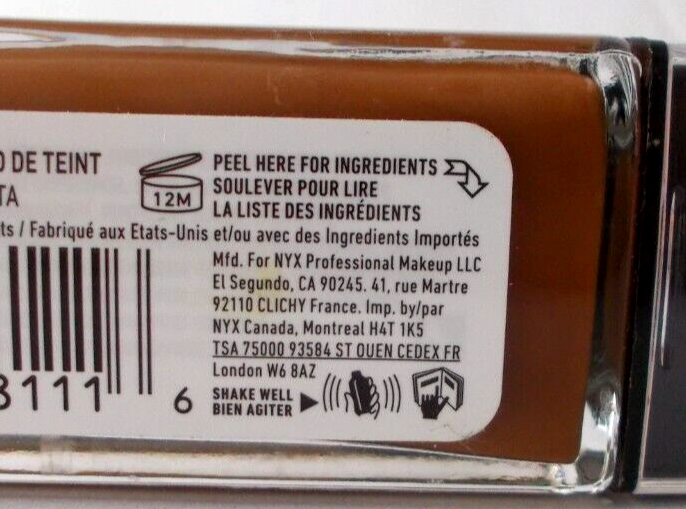 D DE TEINT
TA
12M
PEEL HERE FOR INGREDIENTS
SOULEVER POUR LIRE
LA LISTE DES INGRÉDIENTS
ts / Fabriqué aux Etats-Unis et/ou avec des Ingredients Importés
Mfd. For NYX Professional Makeup LLC
El Segundo, CA 90245. 41, rue Martre
92110 CLICHY France. Imp. by/par
NYX Canada, Montreal H4T 1K5
TSA 75000 93584 ST OUEN CEDEX FR
London W6 8AZ
8111 6
SHAKE WELL
BIEN AGITER